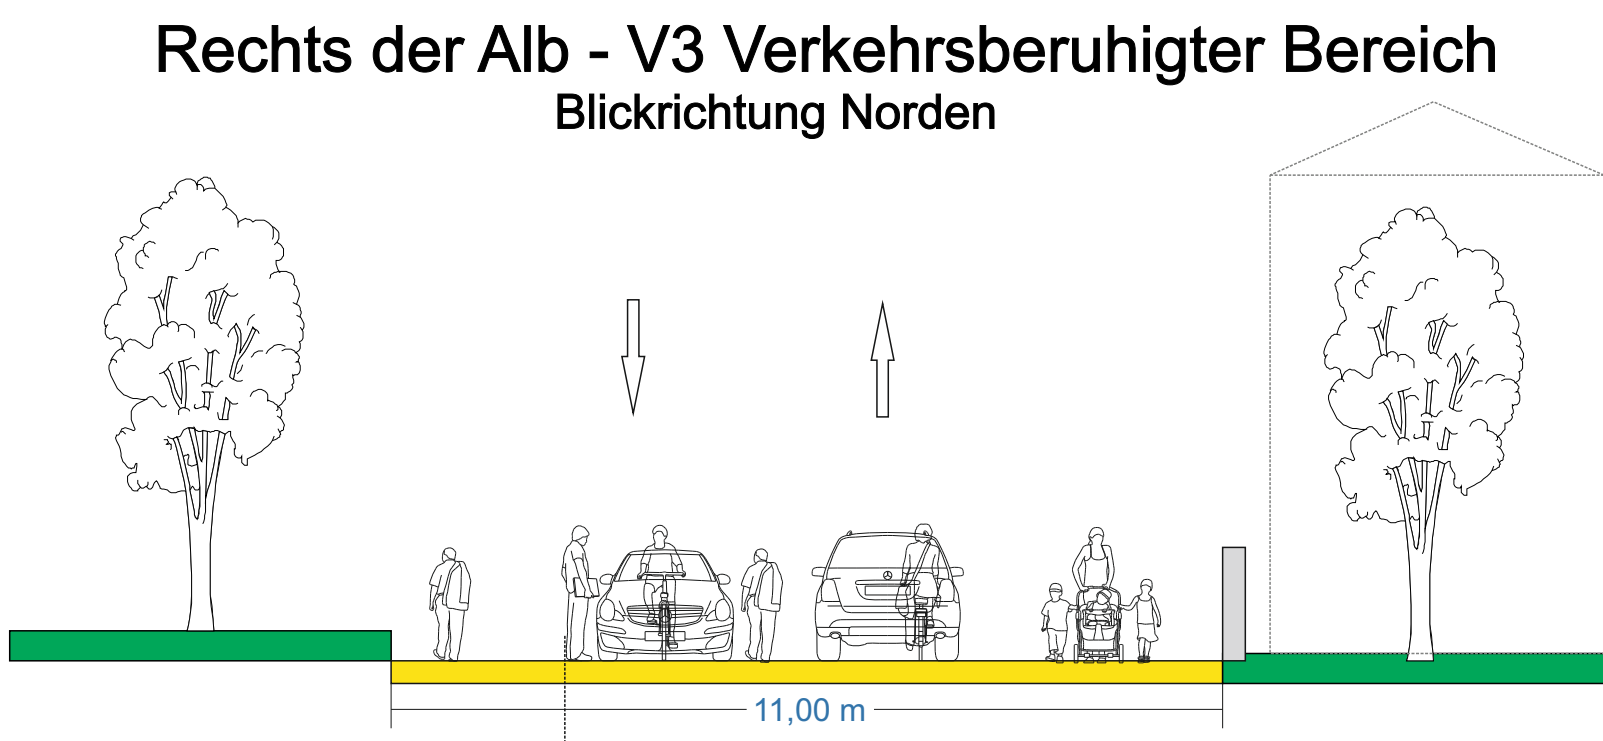 Rechts der Alb - V3 Verkehrsberuhigter Bereich
Blickrichtung Norden
11,00 m